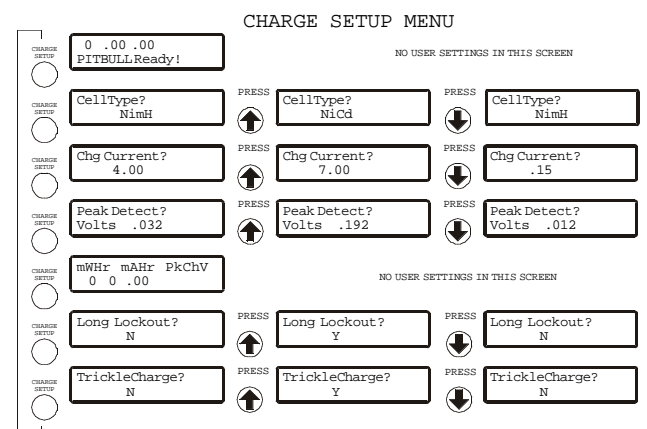 CHARGE SETUP MENU
CHARGE
SETUP
0 .00 .00
PITBULL Ready!
NO USER SETTINGS IN THIS SCREEN
CHARGE
SETUP
CellType?
NimH
PRESS
CellType?
NiCd
PRESS
CellType?
NimH
CHARGE
SETUP
Chg Current?
4.00
PRESS
Chg Current?
7.00
PRESS
Chg Current?
.15
CHARGE
SETUP
Peak Detect?
Volts .032
PRESS
Peak Detect?
Volts .192
PRESS
Peak Detect?
Volts .012
CHARGE
SETUP
mWHr mAHr PkChV
0 0 .00
NO USER SETTINGS IN THIS SCREEN
CHARGE
SETUP
Long Lockout?
N
PRESS
Long Lockout?
Y
PRESS
Long Lockout?
N
CHARGE
SETUP
TrickleCharge?
N
PRESS
TrickleCharge?
Y
PRESS
TrickleCharge?
N